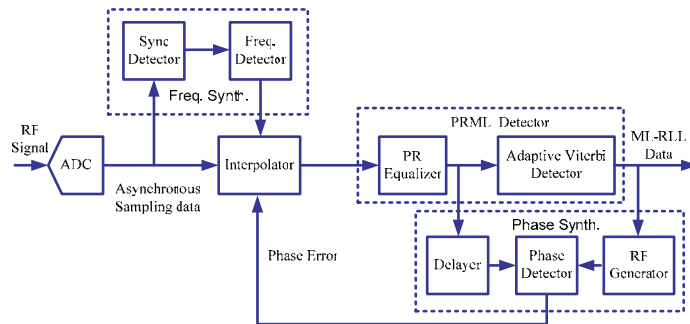 Sync
Detector
Freq.
Detector
Freq. Synth.
RF
Signal
ADC
Asynchronous
Sampling data
Interpolator
PRML Detector
PR
Equalizer
Adaptive Viterbi
Detector
ML-RLL
Data
Phase Synth.
Phase Error
Delayer
Phase
Detector
RF
Generator